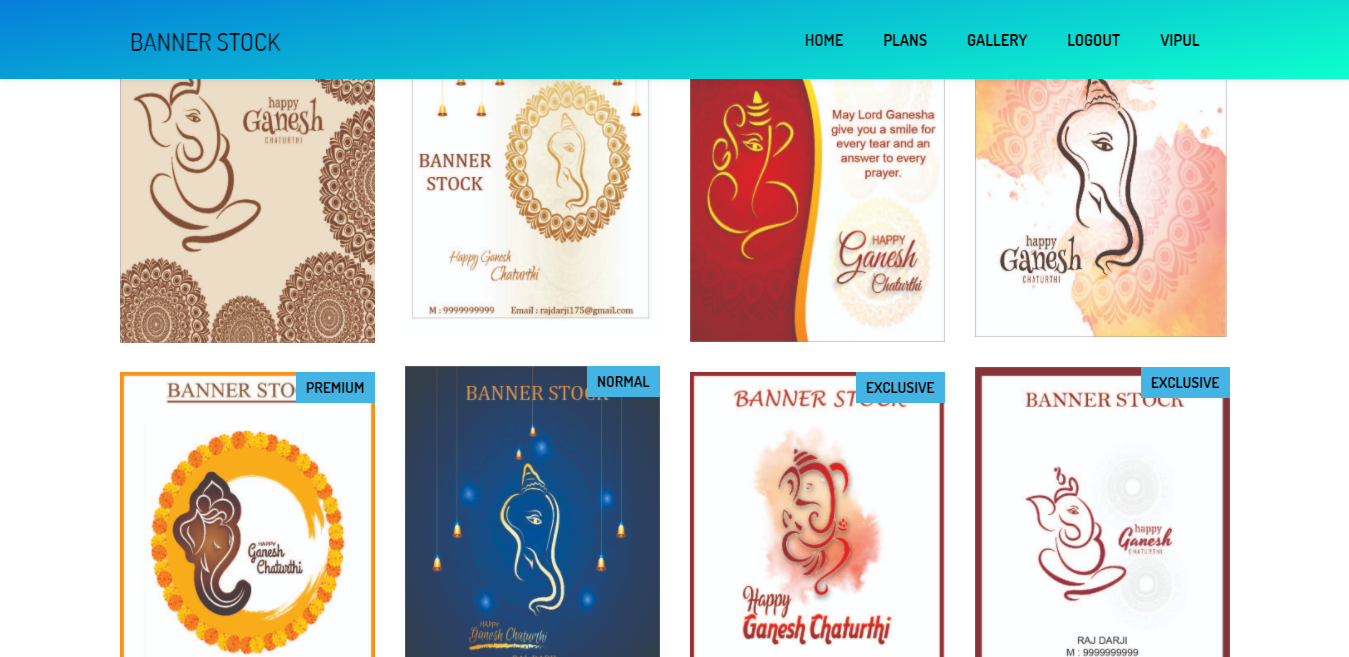 BANNER STOCK
HOME PLANS GALLERY LOGOUT VIPUL
happy
Ganesh
CHATURTHI
BANNER
STOCK
Happy Ganesh
Chaturthi
M : 9999999999 Email : rajdarji175@gmail.com
May Lord Ganesha
give you a smile for
every tear and an
answer to every
prayer.
HAPPY
Ganesh
Chaturthi
happy
Ganesh
CHATURTHI
BANNER STO
PREMIUM
HAPPY
Ganesh
Chaturthi
BANNER STOCK
NORMAL
HAPPY
Ganesh Chaturthi
BANNER STOCK
EXCLUSIVE
Happy
Ganesh Chaturthi
BANNER STOCK
EXCLUSIVE
happy
Ganesh
CHATURTHI
RAJ DARJI
M : 9999999999